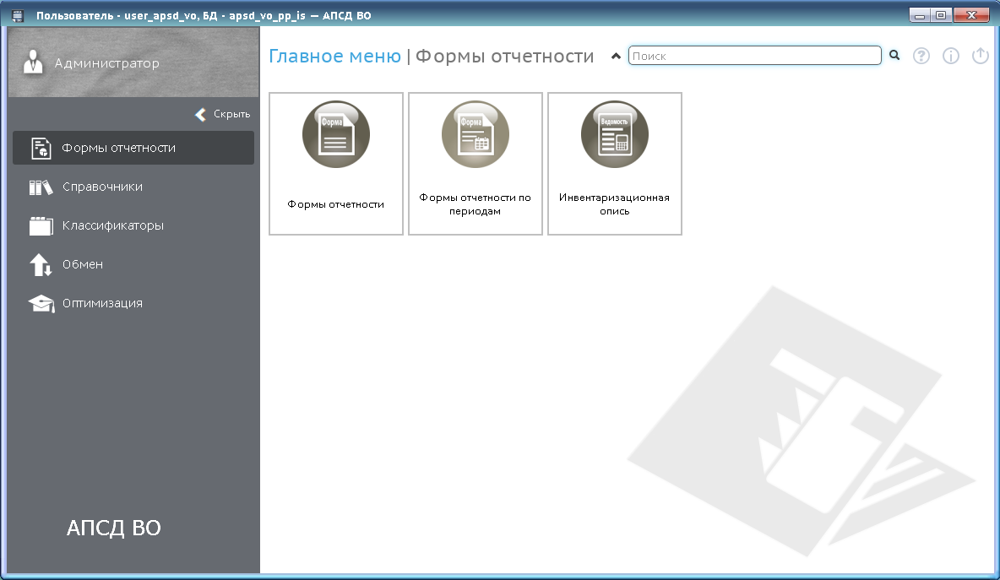 Пользователь - user_apsd_vo, БД - apsd_vo_pp_is — АПСД ВО
Администратор
Скрыть
Формы отчетности
Справочники
Классификаторы
Обмен
Оптимизация
АПСД ВО
Главное меню | Формы отчетности
Поиск
Форма
Формы отчетности
Форма
Формы отчетности по
периодам
Ведомость
Инвентаризационная
опись